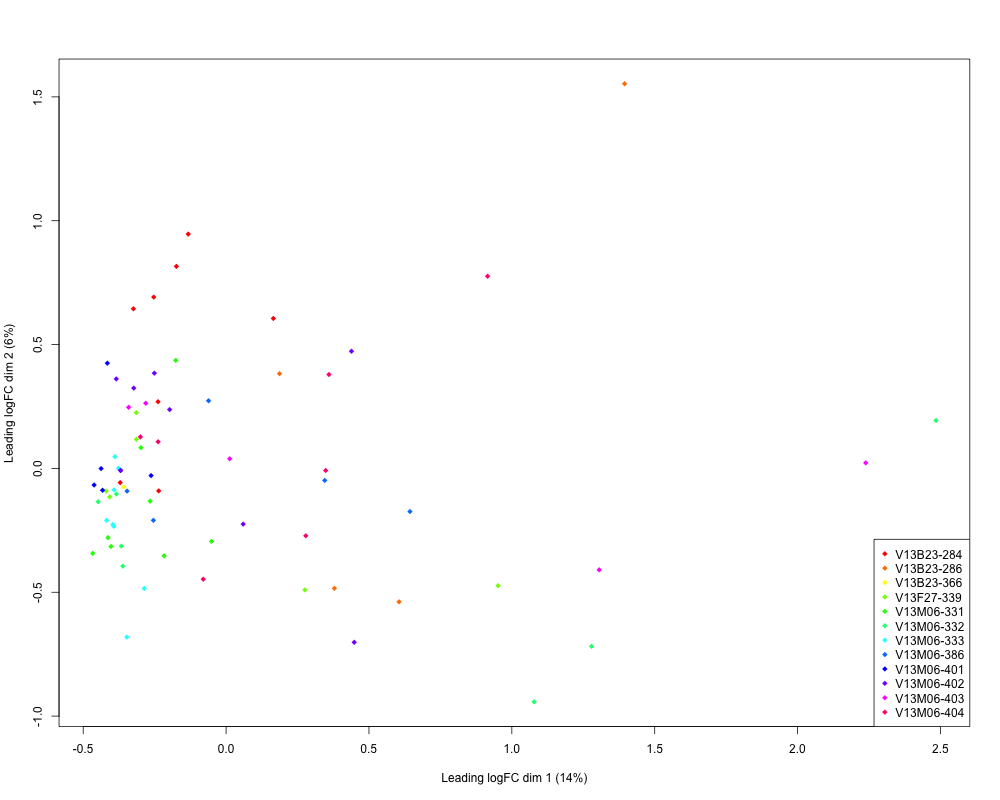 1.5
1.0
0.5
0.0
-0.5
-1.0
Leading logFC dim 2 (6%)
-0.5
0.0
0.5
1.0
1.5
2.0
2.5
Leading logFC dim 1 (14%)
V13B23-284
V13B23-286
V13B23-366
V13F27-339
V13M06-331
V13M06-332
V13M06-333
V13M06-386
V13M06-401
V13M06-402
V13M06-403
V13M06-404